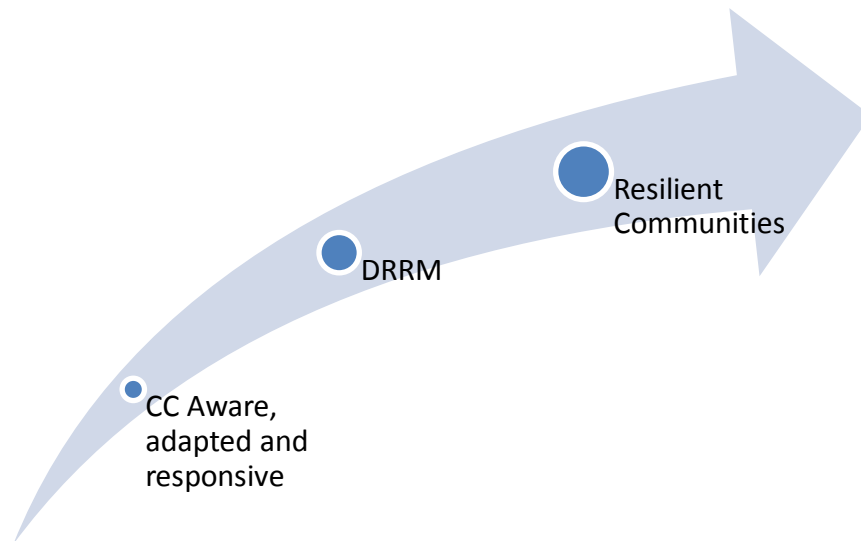 Resilient
Communities
DRRM
CC Aware,
adapted and
responsive